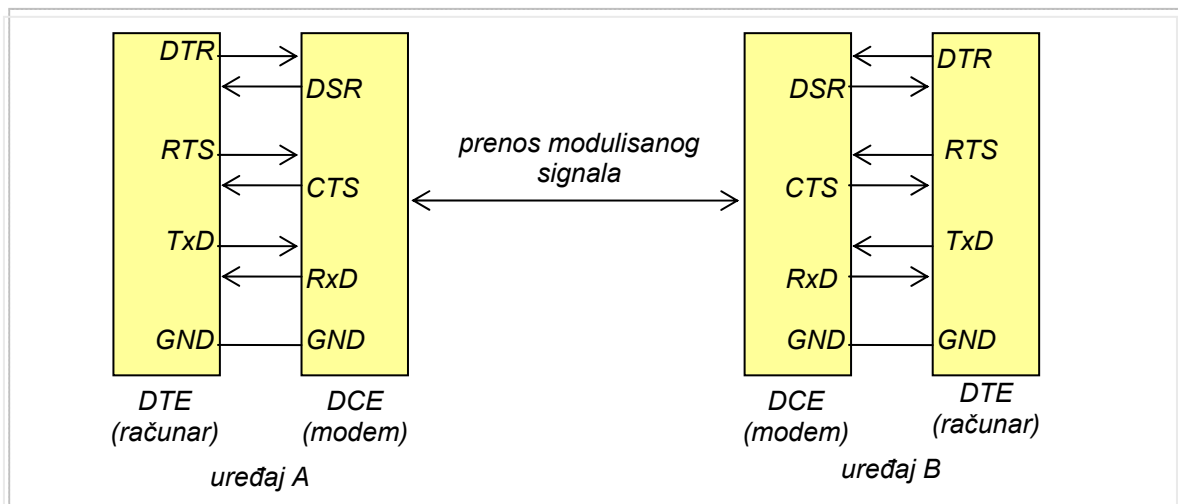 DTR
DSR
RTS
CTS
TxD
RxD
GND
GND
DTE
(računar)
DCE
(modem)
uređaj A
prenos modulisanog
signala
DTR
DSR
RTS
CTS
TxD
RxD
GND
GND
DCE
(modem)
DTE
(računar)
uređaj B